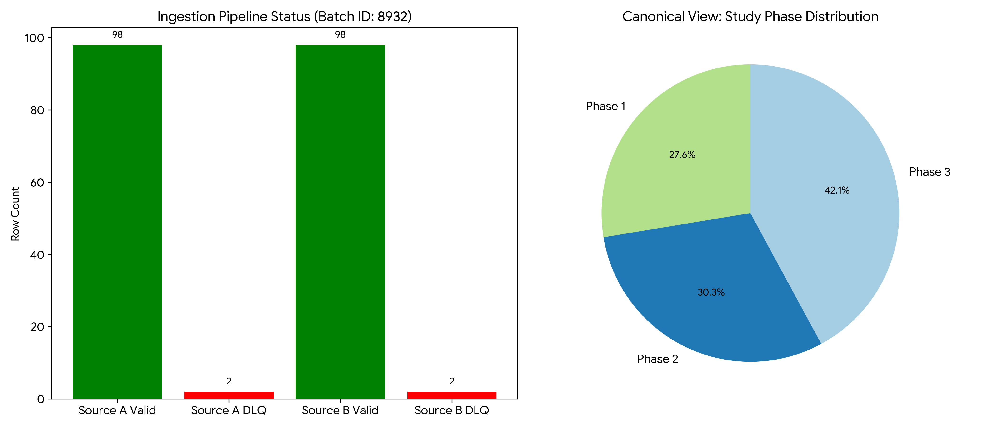 Ingestion Pipeline Status (Batch ID: 8932)
Row Count
100
80
60
40
20
0
98
2
98
2
Source A Valid
Source A DLQ
Source B Valid
Source B DLQ
Canonical View: Study Phase Distribution
Phase 1
27.6%
Phase 3
42.1%
30.3%
Phase 2